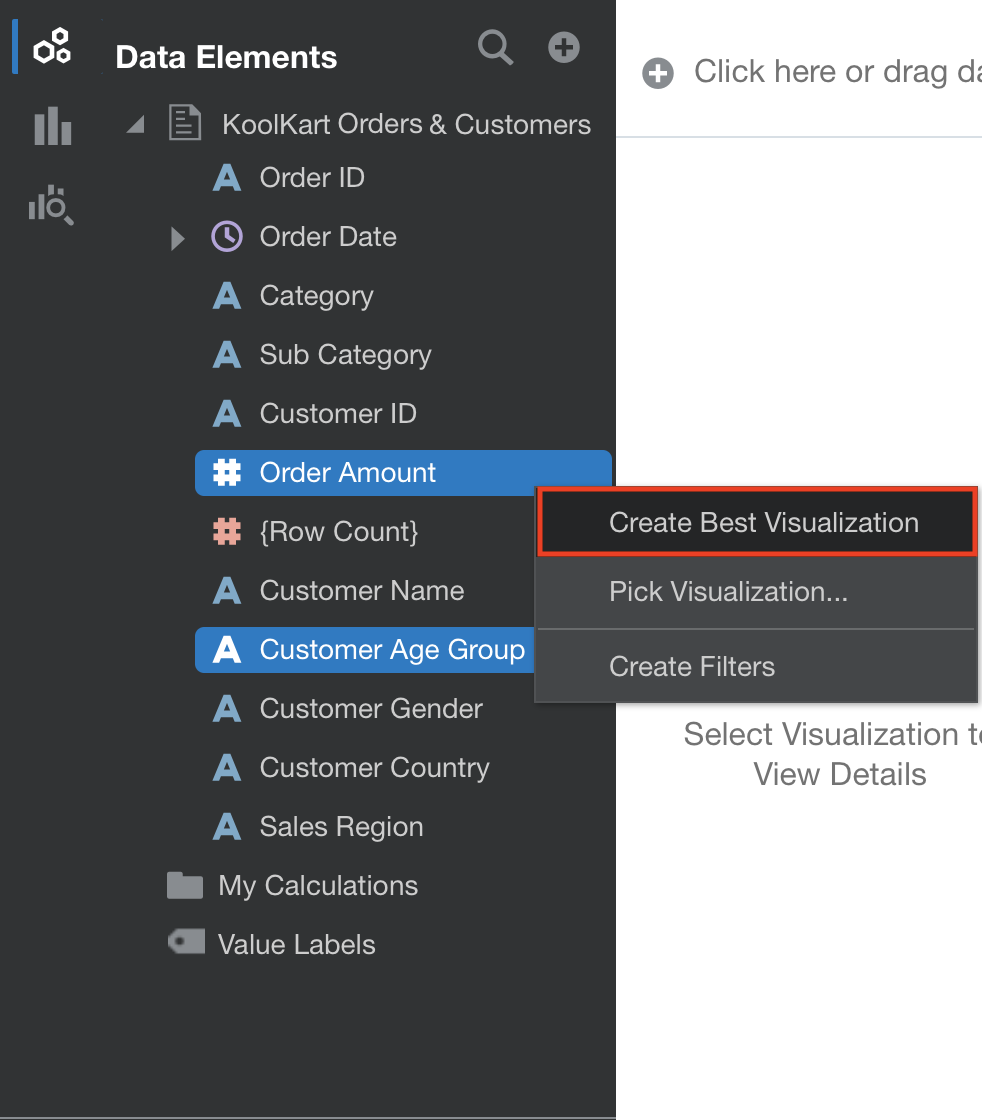 Data Elements
Click here or drag da
KoolKart Orders & Customers
Order ID
Order Date
Category
Sub Category
Customer ID
Order Amount
Create Best Visualization
{Row Count}
Pick Visualization...
Customer Name
Customer Age Group
Create Filters
Customer Gender
Select Visualization to
View Details
Customer Country
Sales Region
My Calculations
Value Labels